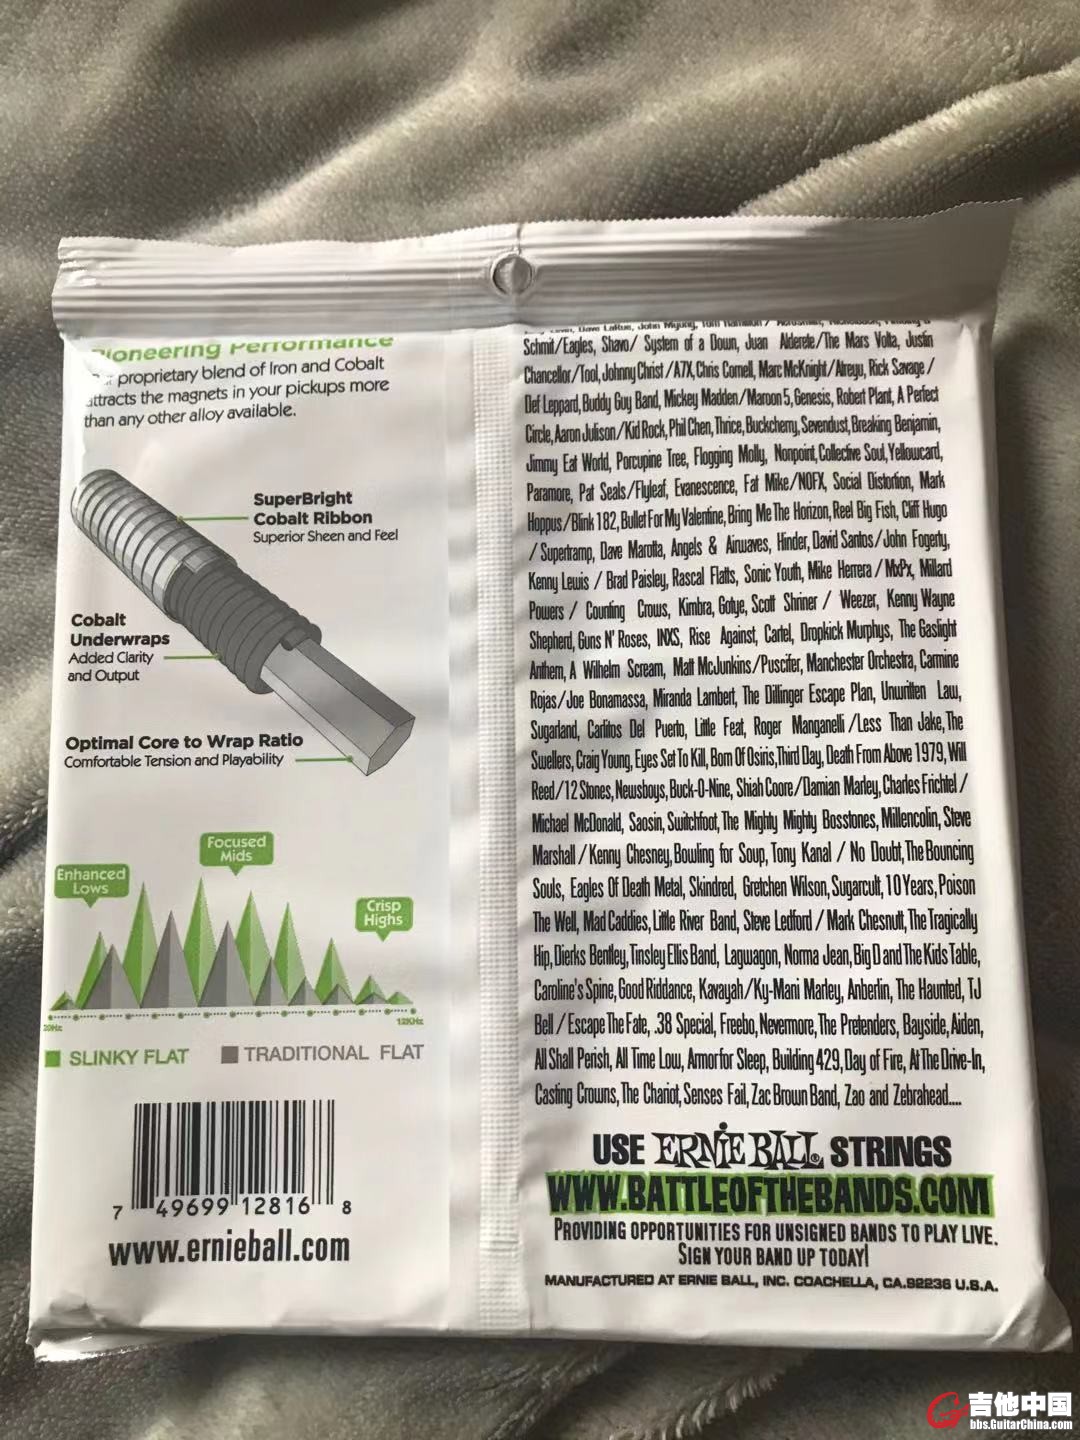 Pioneering Performance
proprietary blend of Iron and Cobalt
attracts the magnets in your pickups more
than any other alloy available.
SuperBright
Cobalt Ribbon
Superior Sheen and Feel
Cobalt
Underwraps
Added Clarity
and Output
Optimal Core to Wrap Ratio
Comfortable Tension and Playability
Enhanced
Lows
Focused
Mids
Crisp
Highs
20Hz
12KHz
SLINKY FLAT
TRADITIONAL FLAT
7 49699 12816 8
www.ernieball.com
Dave LaRue, John Myung, Tom Hamilton /
Schmit/Eagles, Shavo/ System of a Down, Juan Alderete/The Mars Volta, Justin
Chancellor/Tool, Johnny Christ/A7X, Chris Cornell, Marc McKnight/Atreyu, Rick Savage/
Def Leppard, Buddy Guy Band, Mickey Madden/Maroon 5, Genesis, Robert Plant, A Perfect
Circle, Aaron Julison/Kid Rock, Phil Chen, Thrice, Buckcherry, Sevendust, Breaking Benjamin,
Jimmy Eat World, Porcupine Tree, Flogging Molly, Nonpoint, Collective Soul, Yellowcard,
Paramore, Pat Seals/Flyleaf, Evanescence, Fat Mike/NOFX, Social Distortion, Mark
Hoppus/Blink 182, Bullet For My Valentine, Bring Me The Horizon, Reel Big Fish, Cliff Hugo
/ Supertramp, Dave Marotta, Angels & Airwaves, Hinder, David Santos/John Fogerty,
Kenny Lewis / Brad Paisley, Rascal Flatts, Sonic Youth, Mike Herrera/MxPx, Millard
Powers / Counting Crows, Kimbra, Gotye, Scott Shriner / Weezer, Kenny Wayne
Shepherd, Guns N' Roses, INXS, Rise Against, Cartel, Dropkick Murphys, The Gaslight
Anthem, A Wilhelm Scream, Matt McJunkins/Puscifer, Manchester Orchestra, Carmine
Rojas/Joe Bonamassa, Miranda Lambert, The Dillinger Escape Plan, Unwritten Law,
Sugarland, Carlitos Del Puerto, Little Feat, Roger Manganelli /Less Than Jake, The
Swellers, Craig Young, Eyes Set To Kill, Born Of Osiris, Third Day, Death From Above 1979, Will
Reed/12 Stones, Newsboys, Buck-O-Nine, Shiah Coore/Damian Marley, Charles Frichtel /
Michael McDonald, Saosin, Switchfoot, The Mighty Mighty Bosstones, Millencolin, Steve
Marshall / Kenny Chesney, Bowling for Soup, Tony Kanal / No Doubt, The Bouncing
Souls, Eagles Of Death Metal, Skindred, Gretchen Wilson, Sugarcult, 10 Years, Poison
The Well, Mad Caddies, Little River Band, Steve Ledford / Mark Chesnutt, The Tragically
Hip, Dierks Bentley, Tinsley Ellis Band, Lagwagon, Norma Jean, Big D and The Kids Table,
Caroline's Spine, Good Riddance, Kavayah/Ky-Mani Marley, Anberlin, The Haunted, TJ
Bell / Escape The Fate, .38 Special, Freebo, Nevermore, The Pretenders, Bayside, Aiden,
All Shall Perish, All Time Low, Armor for Sleep, Building 429, Day of Fire, At The Drive-In,
Casting Crowns, The Chariot, Senses Fail, Zac Brown Band, Zao and Zebrahead....
USE ERNIE BALL® STRINGS
WWW.BATTLEOFTHEBANDS.COM
PROVIDING OPPORTUNITIES FOR UNSIGNED BANDS TO PLAY LIVE.
SIGN YOUR BAND UP TODAY!
MANUFACTURED AT ERNIE BALL, INC. COACHELLA, CA.92236 U.S.A.
吉他中国
bbs.GuitarChina.com